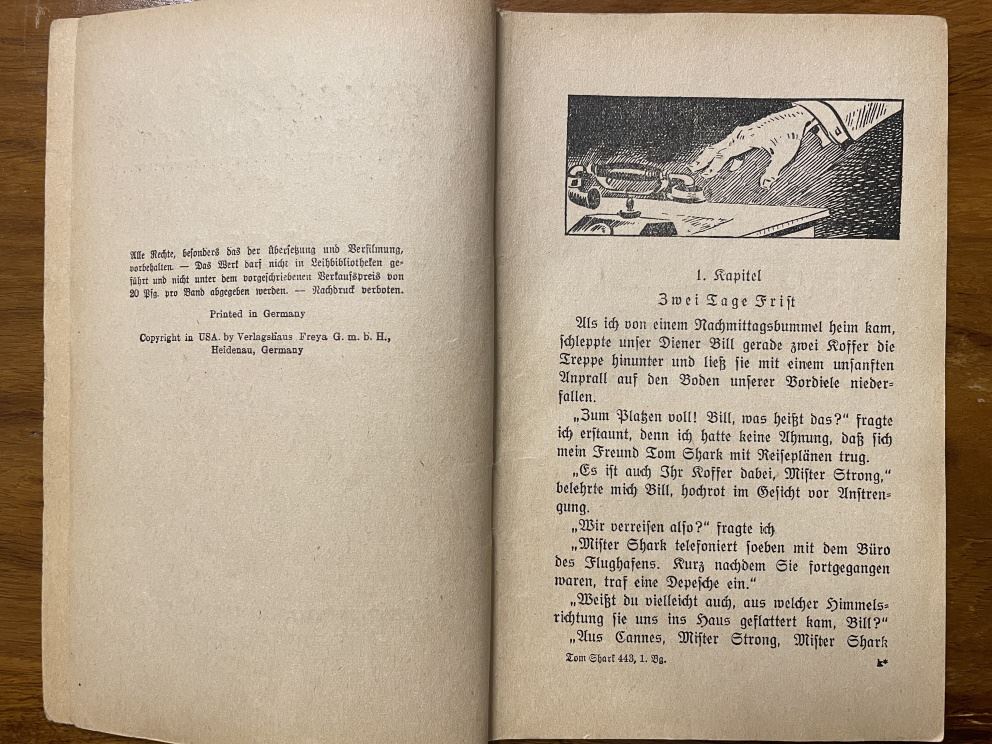 Alle Rechte, besonders das der Übersetzung und Verfilmung,
vorbehalten. — Das Werk darf nicht in Leihbibliotheken ge-
führt und nicht unter dem vorgeschriebenen Verkaufspreis von
20 Pfg. pro Band abgegeben werden. — Nachdruck verboten.
Printed in Germany
Copyright in USA. by Verlagshaus Freya G. m. b. H.,
Heidenau, Germany
1. Kapitel
Zwei Tage Frist
Als ich von einem Nachmittagsbummel heim kam,
schleppte unser Diener Bill gerade zwei Koffer die
Treppe hinunter und ließ sie mit einem unsanften
Anprall auf den Boden unserer Vordiele nieder-
fallen.
„Zum Platzen voll! Bill, was heißt das?“ fragte
ich erstaunt, denn ich hatte keine Ahnung, daß sich
mein Freund Tom Shark mit Reiseplänen trug.
„Es ist auch Ihr Koffer dabei, Mister Strong,“
belehrte mich Bill, hochrot im Gesicht vor Anstren-
gung.
„Wir verreisen also?“ fragte ich
„Mister Shark telefoniert soeben mit dem Büro
des Flughafens. Kurz nachdem Sie fortgegangen
waren, traf eine Depesche ein.“
„Weißt du vielleicht auch, aus welcher Himmels-
richtung sie uns ins Haus geflattert kam, Bill?“
„Aus Cannes, Mister Strong, Mister Shark
Tom Shark 443, 1. Bg.
k*